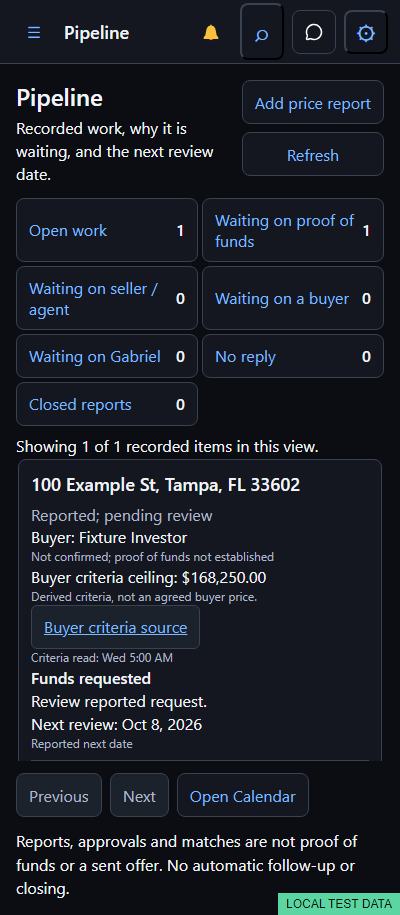 Pipeline
Pipeline
Add price report
Recorded work, why it is
waiting, and the next review
date.
Refresh
Open work 1
Waiting on proof of
funds 1
Waiting on seller /
agent 0
Waiting on a buyer 0
Waiting on Gabriel 0
No reply 0
Closed reports 0
Showing 1 of 1 recorded items in this view.
100 Example St, Tampa, FL 33602
Reported; pending review
Buyer: Fixture Investor
Not confirmed; proof of funds not established
Buyer criteria ceiling: $168,250.00
Derived criteria, not an agreed buyer price.
Buyer criteria source
Criteria read: Wed 5:00 AM
Funds requested
Review reported request.
Next review: Oct 8, 2026
Reported next date
Previous
Next
Open Calendar
Reports, approvals and matches are not proof of
funds or a sent offer. No automatic follow-up or
closing.
LOCAL TEST DATA